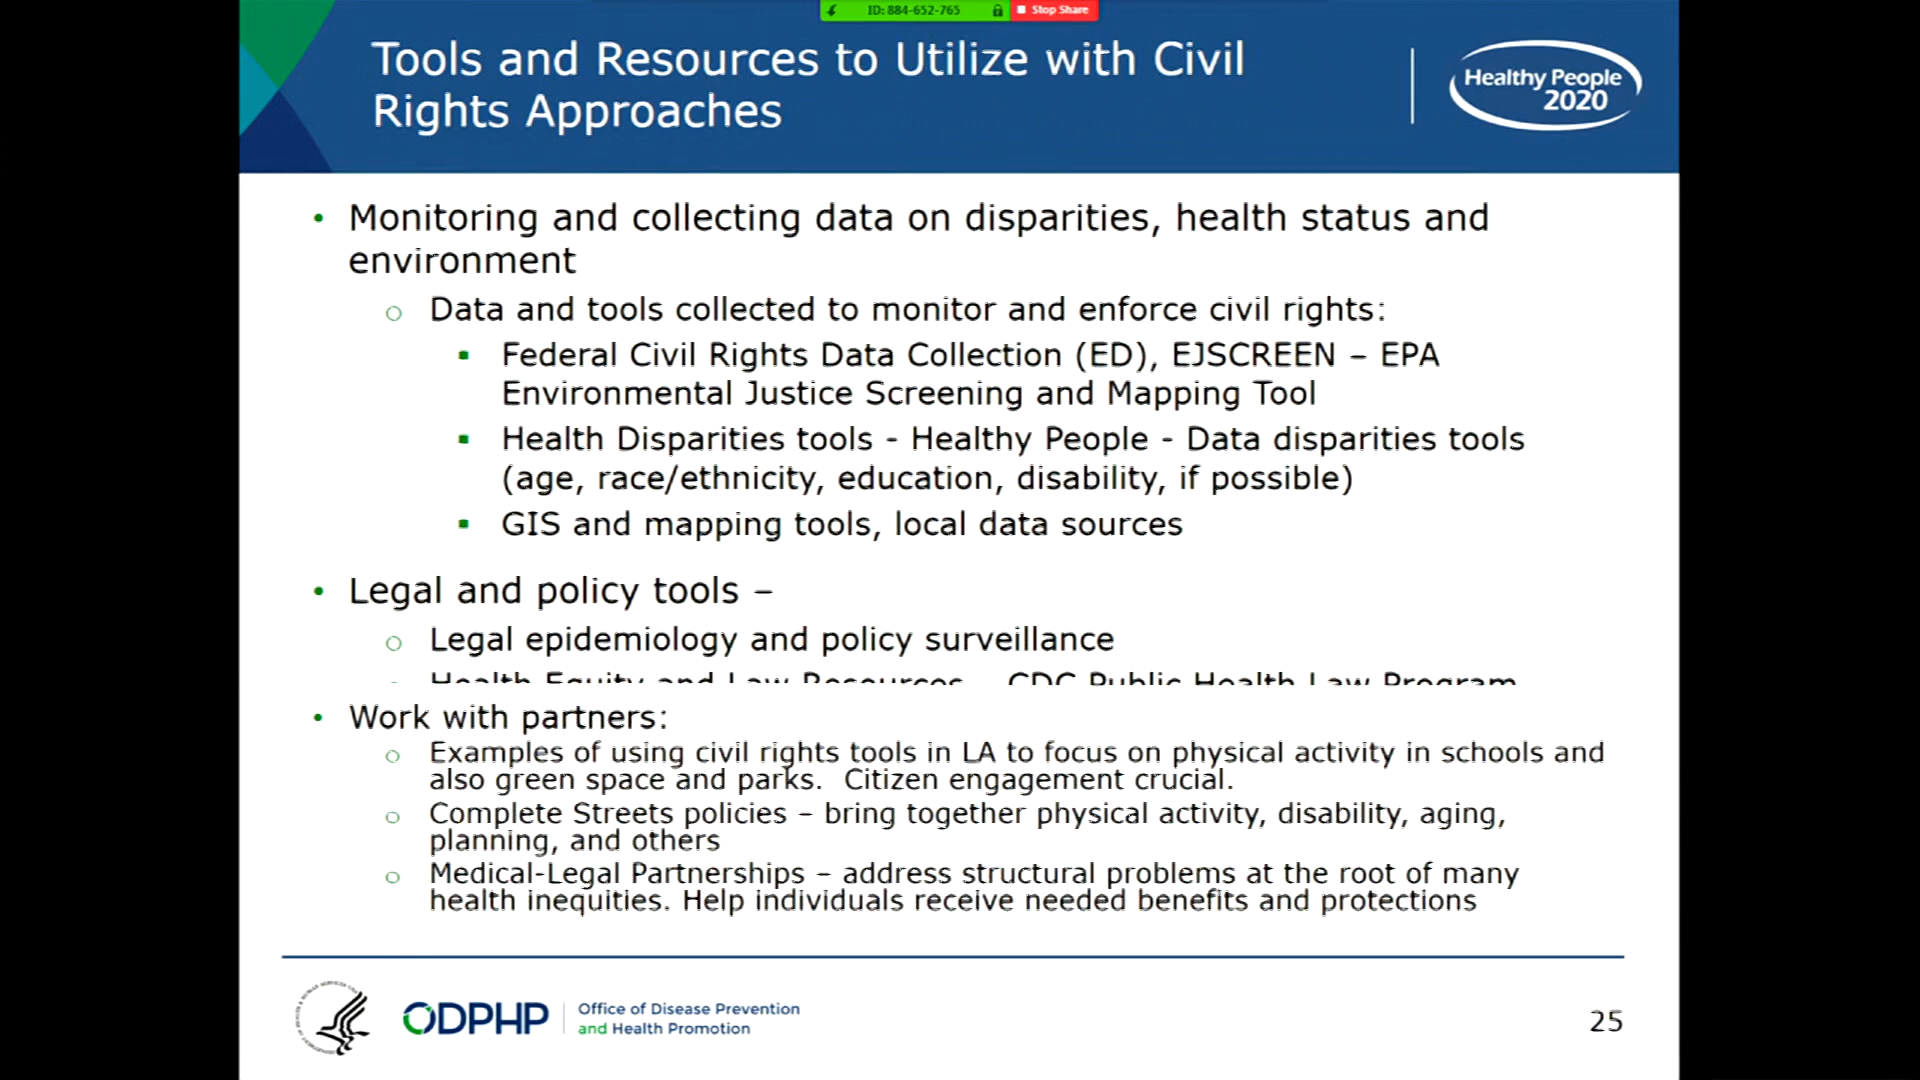 ID: 884-652-765
Stop Share
Tools and Resources to Utilize with Civil
Rights Approaches
Healthy People
2020
• Monitoring and collecting data on disparities, health status and
environment
o Data and tools collected to monitor and enforce civil rights:
▪ Federal Civil Rights Data Collection (ED), EJSCREEN – EPA
Environmental Justice Screening and Mapping Tool
▪ Health Disparities tools - Healthy People - Data disparities tools
(age, race/ethnicity, education, disability, if possible)
▪ GIS and mapping tools, local data sources
• Legal and policy tools –
o Legal epidemiology and policy surveillance
Health Equity and Law Resources – CDC Public Health Law Program
• Work with partners:
o Examples of using civil rights tools in LA to focus on physical activity in schools and
also green space and parks.  Citizen engagement crucial.
o Complete Streets policies – bring together physical activity, disability, aging,
planning, and others
o Medical-Legal Partnerships – address structural problems at the root of many
health inequities. Help individuals receive needed benefits and protections
ODPHP
Office of Disease Prevention
and Health Promotion
25